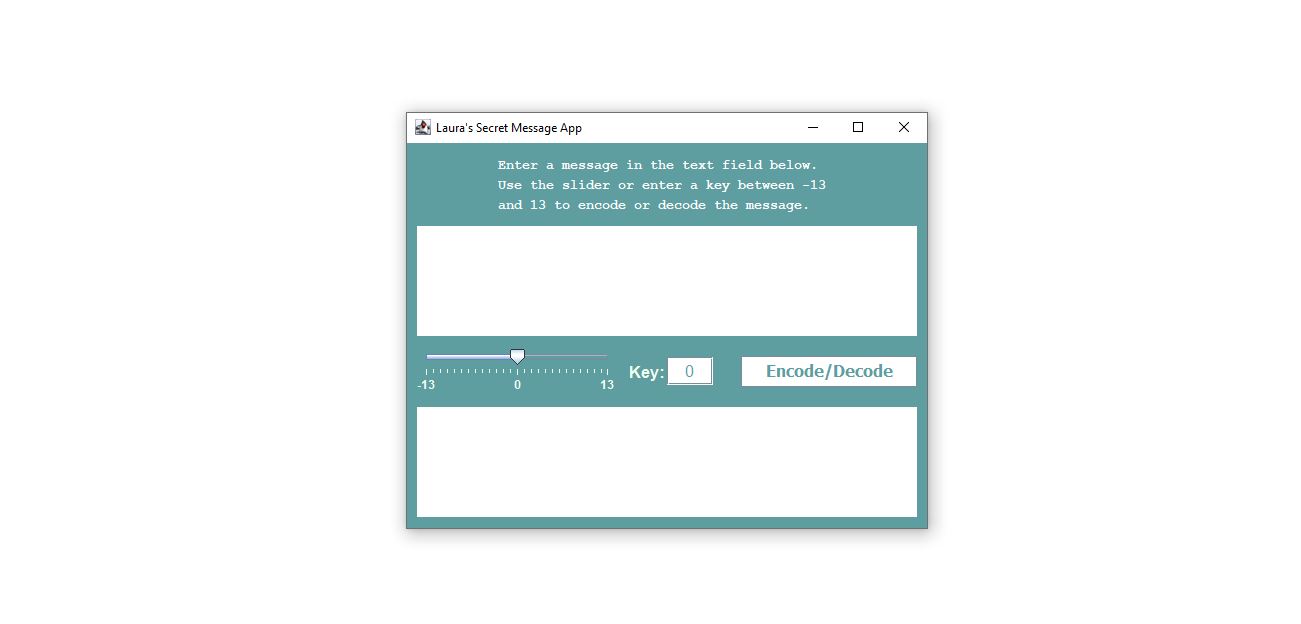 Laura's Secret Message App
Enter a message in the text field below.
Use the slider or enter a key between -13
and 13 to encode or decode the message.
-13 0 13
Key: 0
Encode/Decode